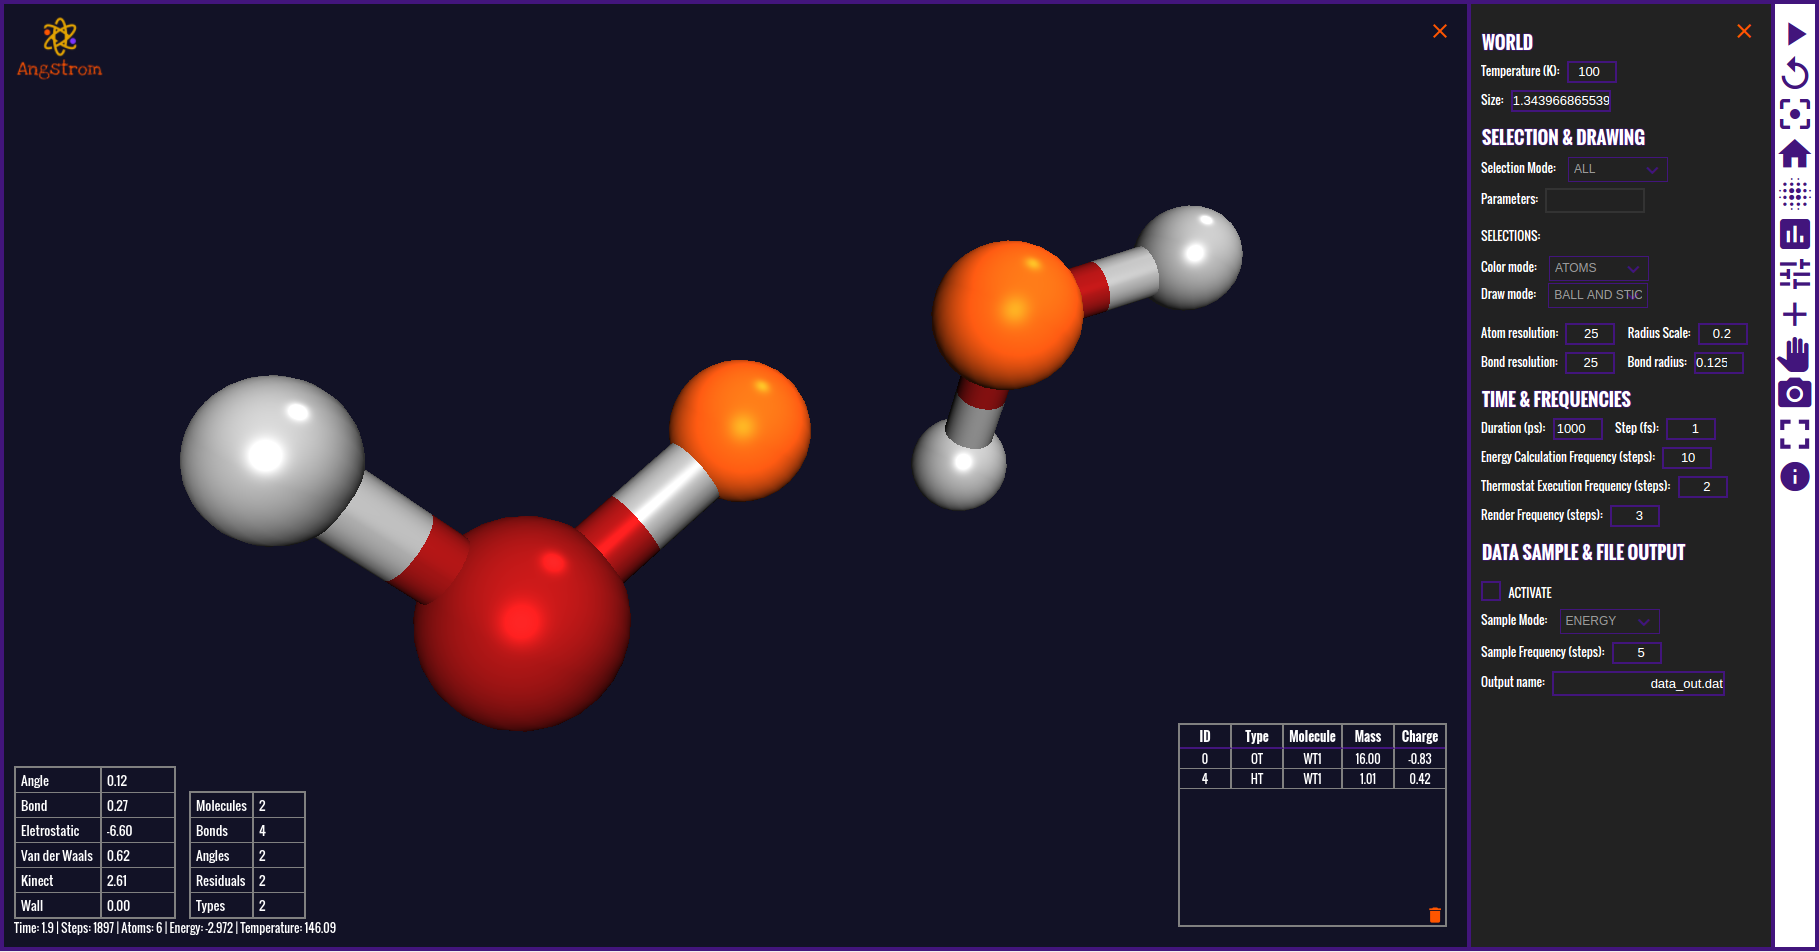 Angstrom
Angle 0.12
Bond 0.27
Eletrostatic -6.60
Van der Waals 0.62
Kinect 2.61
Wall 0.00
Molecules 2
Bonds 4
Angles 2
Residuals 2
Types 2
Time: 1.9 | Steps: 1897 | Atoms: 6 | Energy: -2.972 | Temperature: 146.09
ID Type Molecule Mass Charge
0 OT WT1 16.00 -0.83
4 HT WT1 1.01 0.42
WORLD
Temperature (K): 100
Size: 1.343966865539
SELECTION & DRAWING
Selection Mode: ALL
Parameters:
SELECTIONS:
Color mode: ATOMS
Draw mode: BALL AND STIC
Atom resolution: 25 Radius Scale: 0.2
Bond resolution: 25 Bond radius: 0.125
TIME & FREQUENCIES
Duration (ps): 1000 Step (fs): 1
Energy Calculation Frequency (steps): 10
Thermostat Execution Frequency (steps): 2
Render Frequency (steps): 3
DATA SAMPLE & FILE OUTPUT
ACTIVATE
Sample Mode: ENERGY
Sample Frequency (steps): 5
Output name: data_out.dat